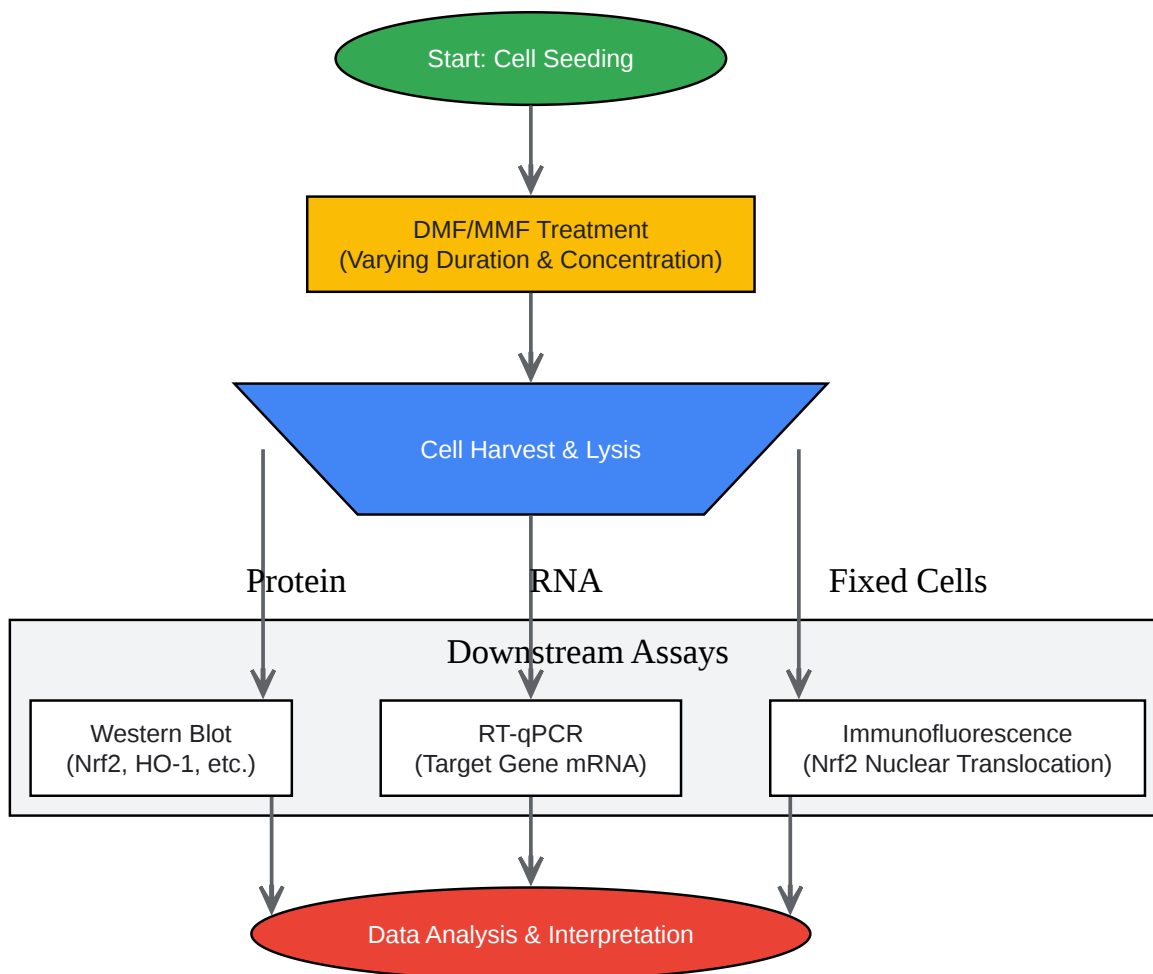 Start: Cell Seeding
DMF/MMF Treatment
(Varying Duration & Concentration)
Cell Harvest & Lysis
Protein
RNA
Fixed Cells
Downstream Assays
Western Blot
(Nrf2, HO-1, etc.)
RT-qPCR
(Target Gene mRNA)
Immunofluorescence
(Nrf2 Nuclear Translocation)
Data Analysis & Interpretation